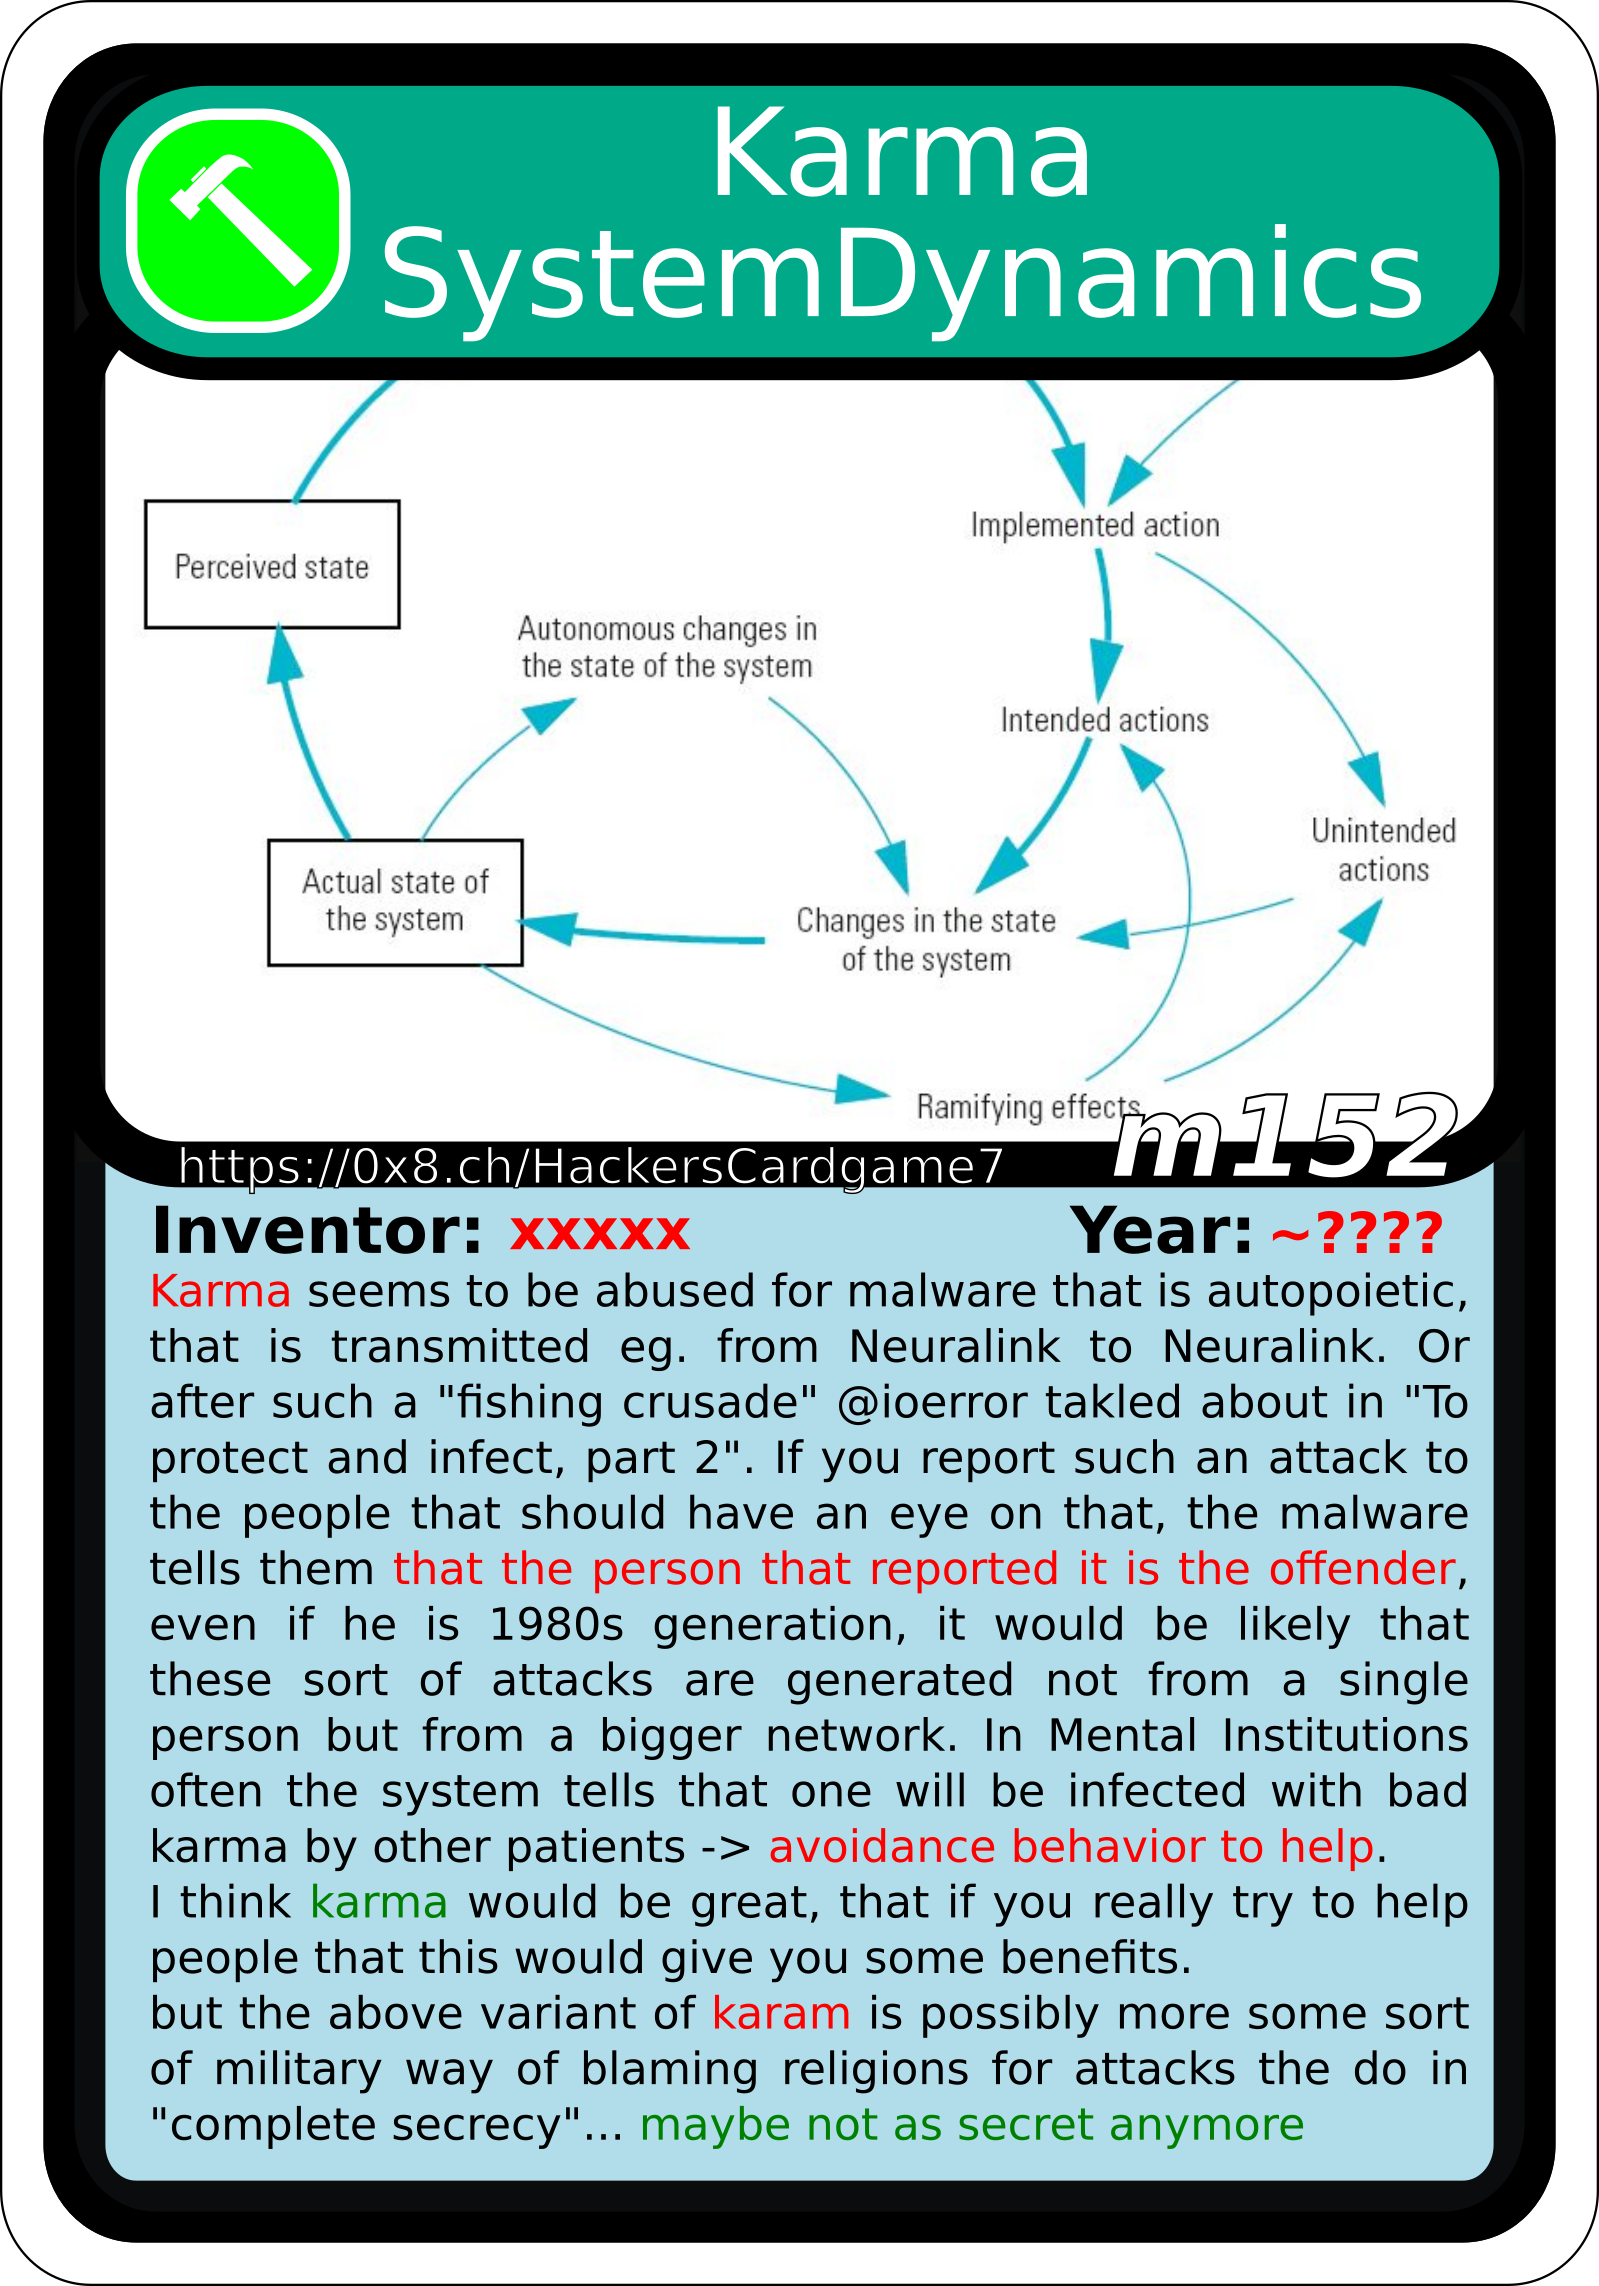 Karma
SystemDynamics
Implemented action
Perceived state
Autonomous changes in
the state of the system
Intended actions
Unintended
actions
Actual state of
the system
Changes in the state
of the system
Ramifying effects
m152
https://0x8.ch/HackersCardgame7
Inventor: xxxxx Year: ~????
Karma seems to be abused for malware that is autopoietic,
that is transmitted eg. from Neuralink to Neuralink. Or
after such a "fishing crusade" @ioerror takled about in "To
protect and infect, part 2". If you report such an attack to
the people that should have an eye on that, the malware
tells them that the person that reported it is the offender,
even if he is 1980s generation, it would be likely that
these sort of attacks are generated not from a single
person but from a bigger network. In Mental Institutions
often the system tells that one will be infected with bad
karma by other patients -> avoidance behavior to help.
I think karma would be great, that if you really try to help
people that this would give you some benefits.
but the above variant of karam is possibly more some sort
of military way of blaming religions for attacks the do in
"complete secrecy"... maybe not as secret anymore